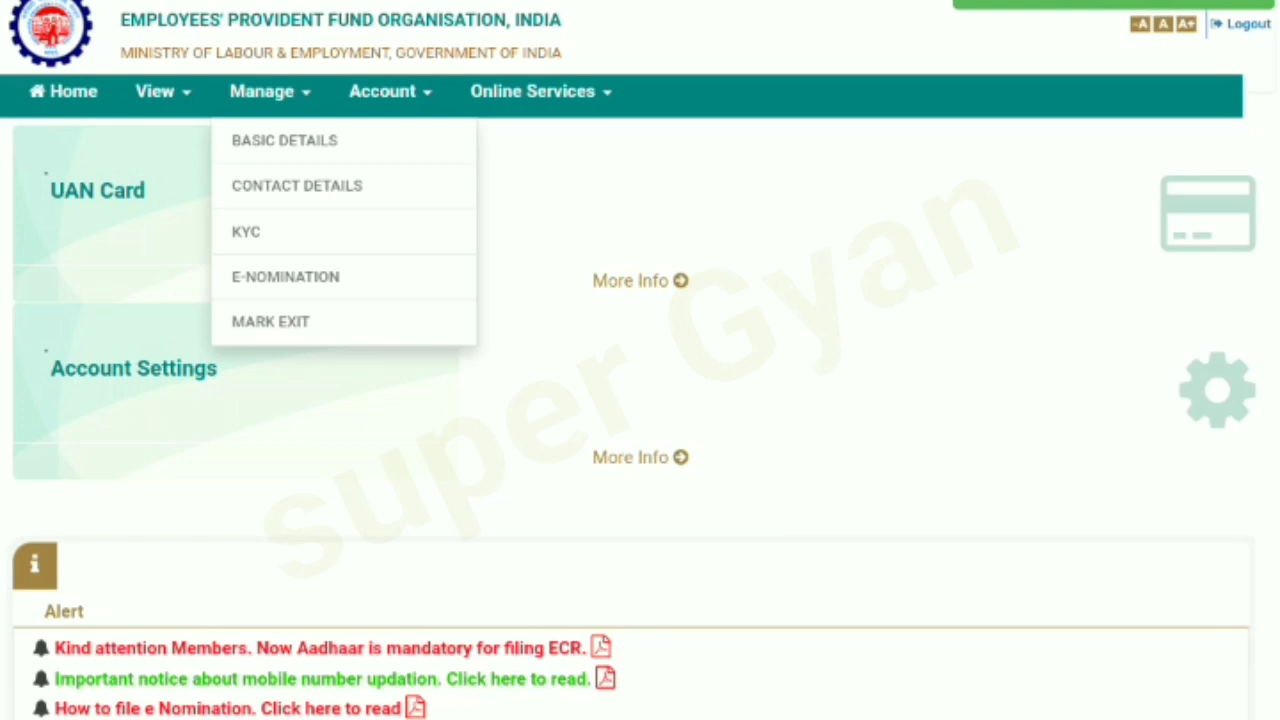 EMPLOYEES' PROVIDENT FUND ORGANISATION, INDIA
MINISTRY OF LABOUR & EMPLOYMENT, GOVERNMENT OF INDIA
-A A A+ Logout
Home View Manage Account Online Services
BASIC DETAILS
CONTACT DETAILS
KYC
E-NOMINATION
MARK EXIT
UAN Card
More Info
Account Settings
More Info
super Gyan
Alert
Kind attention Members. Now Aadhaar is mandatory for filing ECR.
Important notice about mobile number updation. Click here to read.
How to file e Nomination. Click here to read